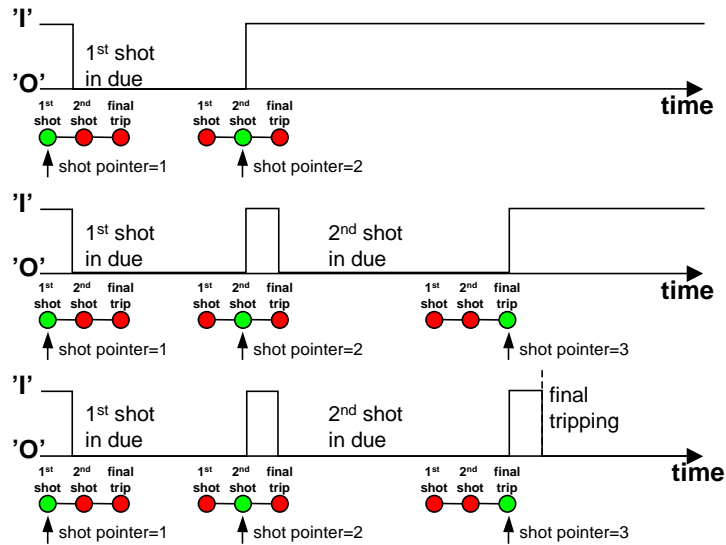 'I'
1st shot
in due
'O'
time
1st 2nd final
shot shot trip
1st 2nd final
shot shot trip
shot pointer=1
shot pointer=2
'I'
1st shot
in due
2nd shot
in due
'O'
time
1st 2nd final
shot shot trip
1st 2nd final
shot shot trip
1st 2nd final
shot shot trip
shot pointer=1
shot pointer=2
shot pointer=3
'I'
1st shot
in due
2nd shot
in due
final
tripping
'O'
time
1st 2nd final
shot shot trip
1st 2nd final
shot shot trip
1st 2nd final
shot shot trip
shot pointer=1
shot pointer=2
shot pointer=3